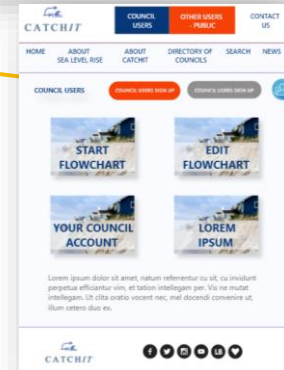 CATCHIT
COUNCIL USERS
OTHER USERS - PUBLIC
CONTACT US
HOME
ABOUT SEA LEVEL RISE
ABOUT CATCHIT
DIRECTORY OF COUNCILS
SEARCH
NEWS
COUNCIL USERS
COUNCIL USERS SIGN UP
COUNCIL USERS SIGN UP
START
FLOWCHART
EDIT
FLOWCHART
YOUR COUNCIL
ACCOUNT
LOREM
IPSUM
Lorem ipsum dolor sit amet, natum referrentur cu sit, cu invidunt
perpetua efficiantur vim, et tation intellegam per. Vis ne mutat
intellegam. Ut clita oratio vocent nec, mel docendi convenire ut,
illum cetero duo ex.
CATCHIT